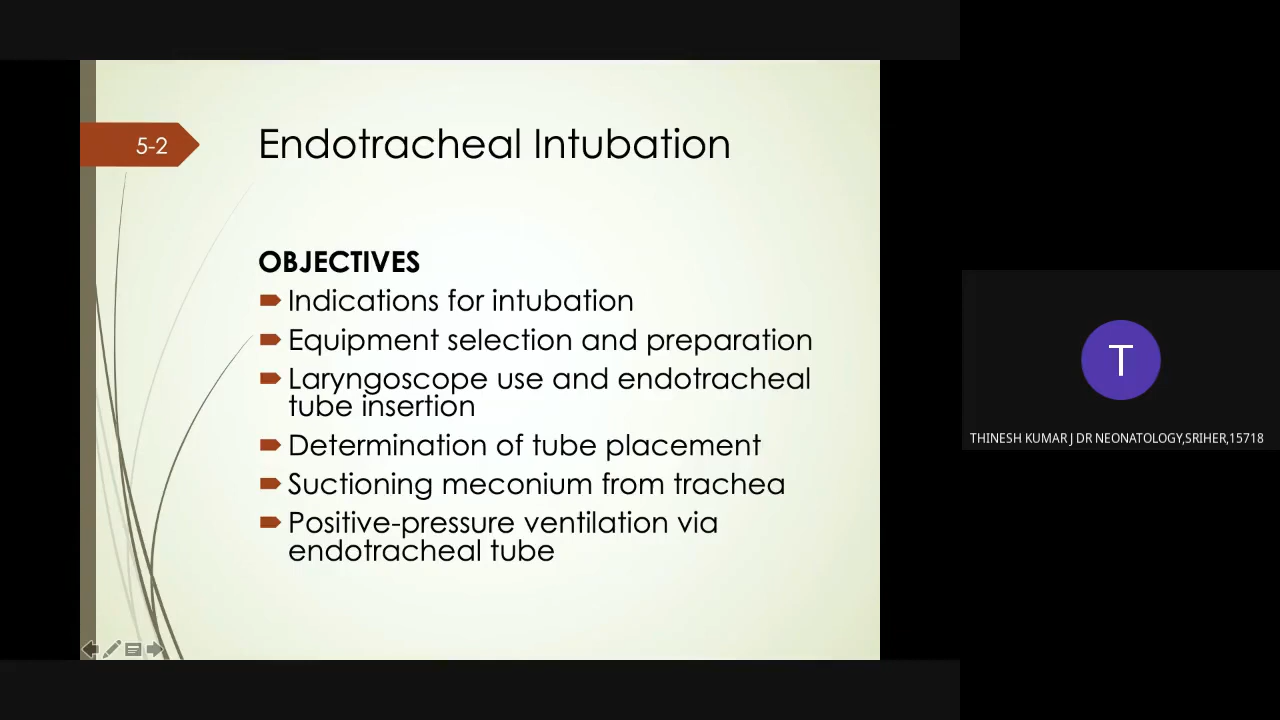 5-2
Endotracheal Intubation
OBJECTIVES
Indications for intubation
Equipment selection and preparation
Laryngoscope use and endotracheal
tube insertion
Determination of tube placement
Suctioning meconium from trachea
Positive-pressure ventilation via
endotracheal tube
T
THINESH KUMAR J DR NEONATOLOGY,SRIHER,15718